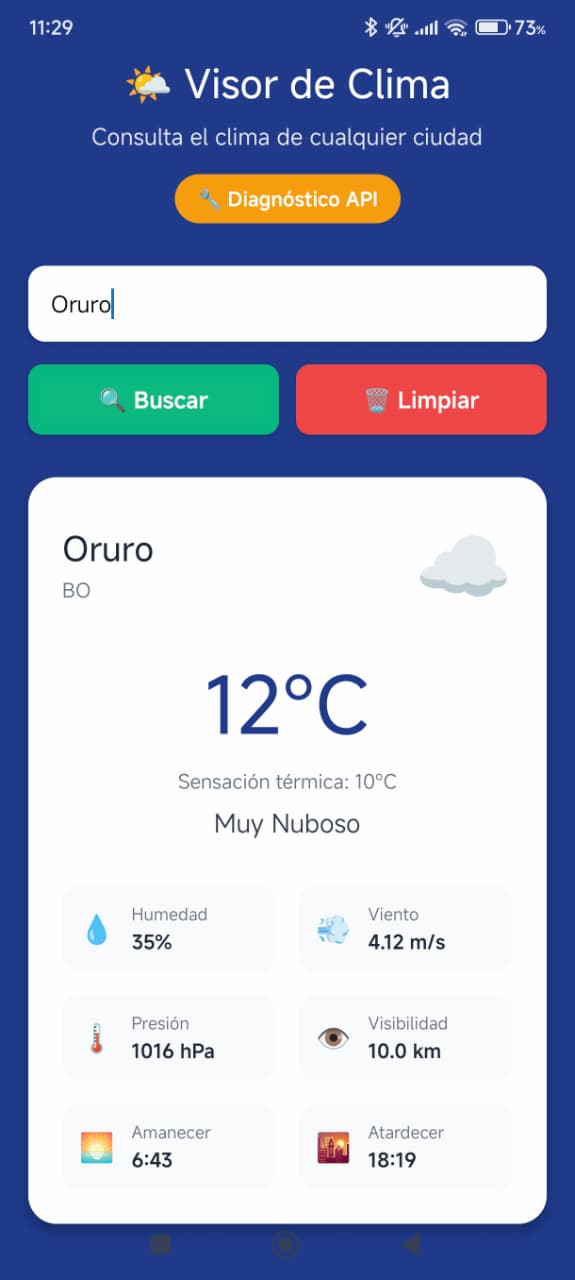 11:29
73%
Visor de Clima
Consulta el clima de cualquier ciudad
Diagnóstico API
Oruro
Buscar
Limpiar
Oruro
BO
12°C
Sensación térmica: 10°C
Muy Nuboso
Humedad
35%
Viento
4.12 m/s
Presión
1016 hPa
Visibilidad
10.0 km
Amanecer
6:43
Atardecer
18:19